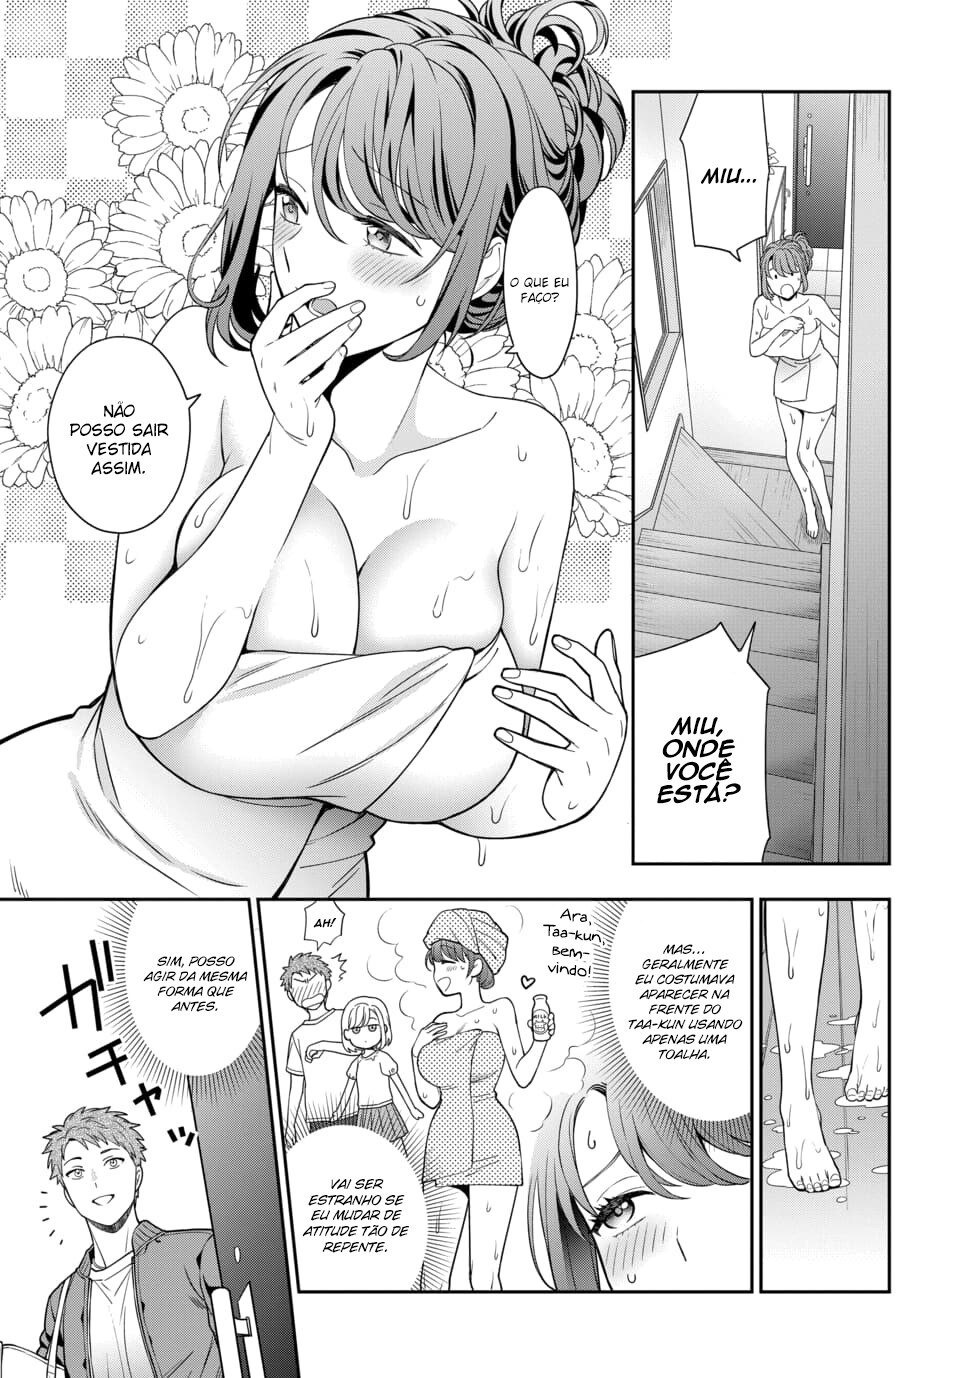 MIU...
MIU,
ONDE
VOCÊ
ESTÁ?
O QUE EU
FAÇO?
NÃO
POSSO SAIR
VESTIDA
ASSIM.
MAS...
GERALMENTE
EU COSTUMAVA
APARECER NA
FRENTE DO
TAA-KUN USANDO
APENAS UMA
TOALHA.
Ara,
Taa-kun,
Bem-
vindo!
MILK
AH!
VAI SER
ESTRANHO SE
EU MUDAR DE
ATITUDE TÃO DE
REPENTE.
SIM, POSSO
AGIR DA MESMA
FORMA QUE
ANTES.
ガチャ